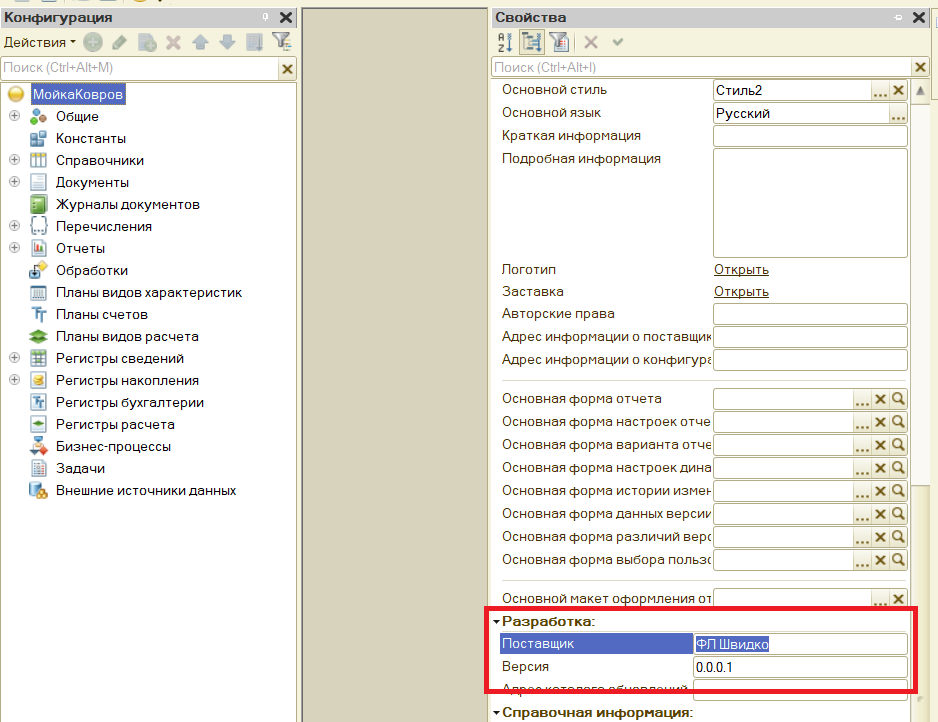 Конфигурация
Действия
Поиск (Ctrl+Alt+M)
МойкаКовров
Общие
Константы
Справочники
Документы
Журналы документов
Перечисления
Отчеты
Обработки
Планы видов характеристик
Планы счетов
Планы видов расчета
Регистры сведений
Регистры накопления
Регистры бухгалтерии
Регистры расчета
Бизнес-процессы
Задачи
Внешние источники данных
Свойства
Поиск (Ctrl+Alt+I)
Основной стиль Стиль2 ...
Основной язык Русский ...
Краткая информация
Подробная информация
Логотип Открыть
Заставка Открыть
Авторские права
Адрес информации о поставщик
Адрес информации о конфигура
Основная форма отчета ...
Основная форма настроек отче ...
Основная форма варианта отче ...
Основная форма настроек дина ...
Основная форма истории измен ...
Основная форма данных версии ...
Основная форма различий верс ...
Основная форма выбора пользо ...
Основной макет оформления от ...
Разработка:
Поставщик ФЛ Швидко
Версия 0.0.0.1
Адрес каталога обновлений
Справочная информация: